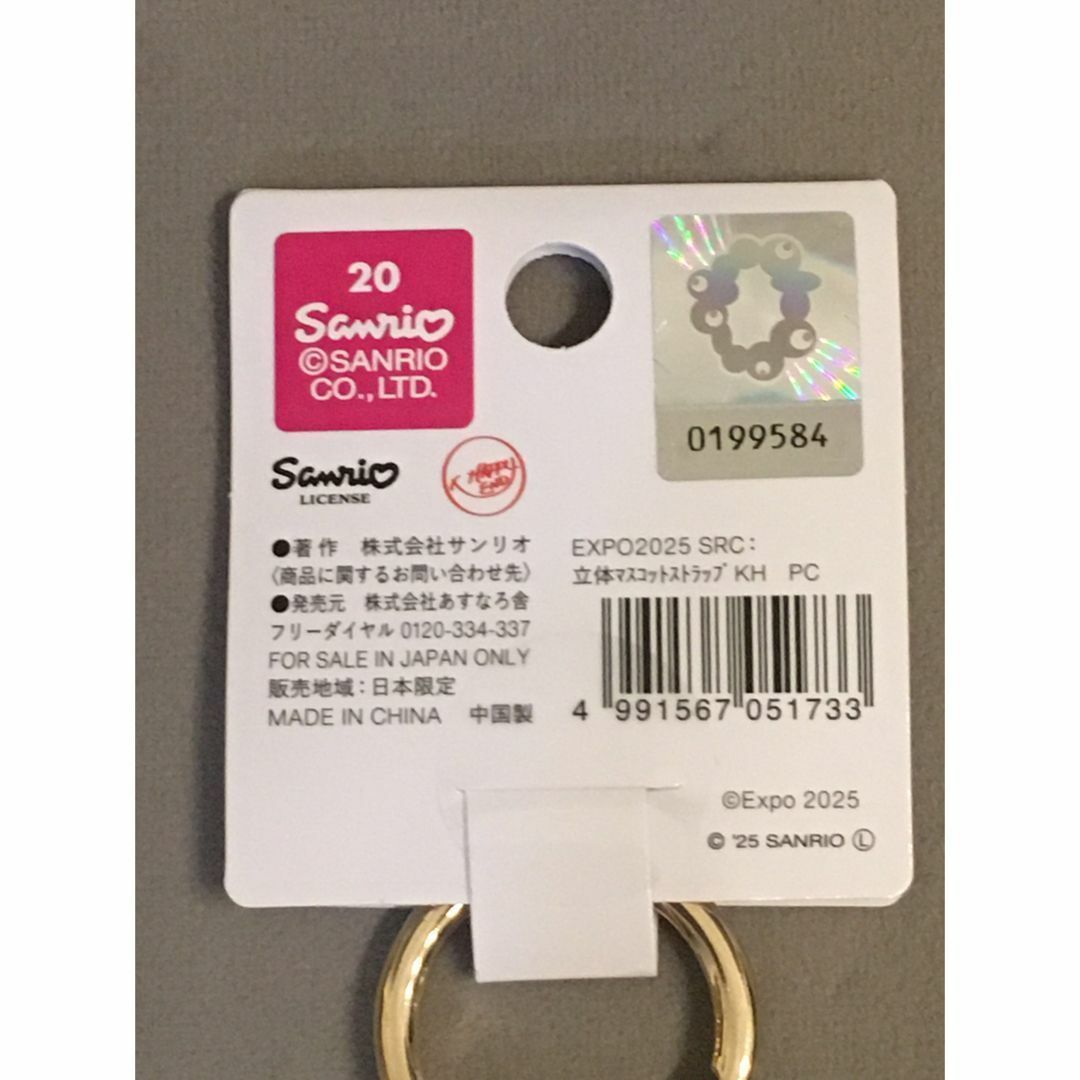 20
Sanrio
©SANRIO
CO.,LTD.
0199584
Sanrio
LICENSE
HAPPY
END
●著作 株式会社サンリオ
〈商品に関するお問い合わせ先〉
●発売元 株式会社あすなろ舎
フリーダイヤル 0120-334-337
FOR SALE IN JAPAN ONLY
販売地域：日本限定
MADE IN CHINA 中国製
EXPO2025 SRC：
立体ﾏｽｺｯﾄｽﾄﾗｯﾌﾟ KH PC
4 991567 051733
©Expo 2025
© '25 SANRIO Ⓛ